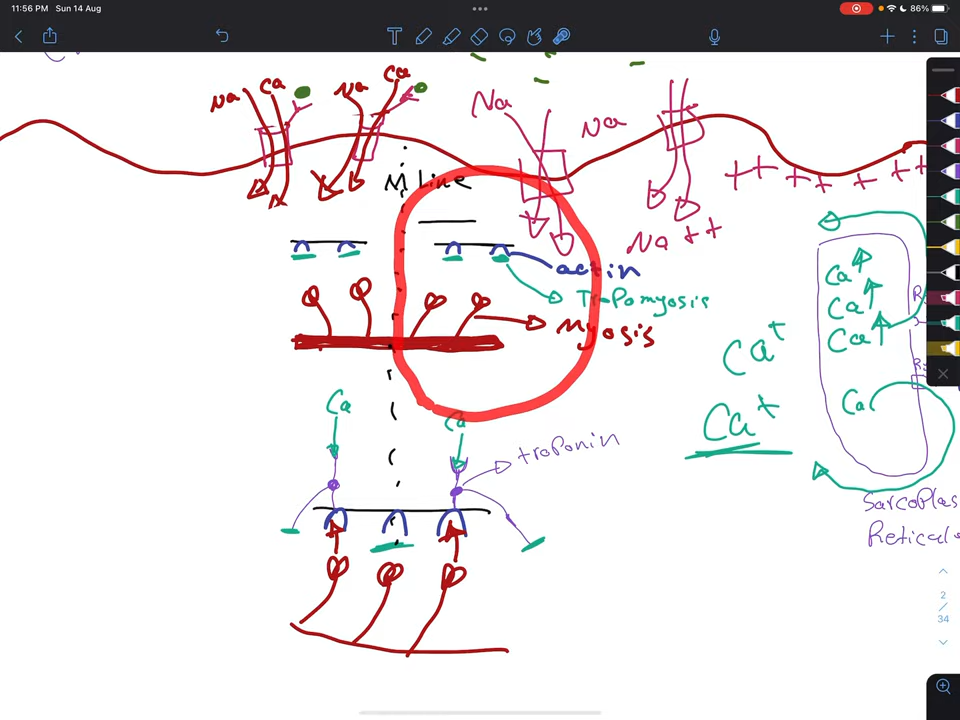 11:56 PM Sun 14 Aug
86%
Na Ca Na Ca
Na
Na
M line
Na ++
actin
Tropomyosis
Myosis
Ca
Ca
Ca
Ca+
Ca+
Ca
Ca
Ca
troponin
Sarcoplas
Retical
2
/
34